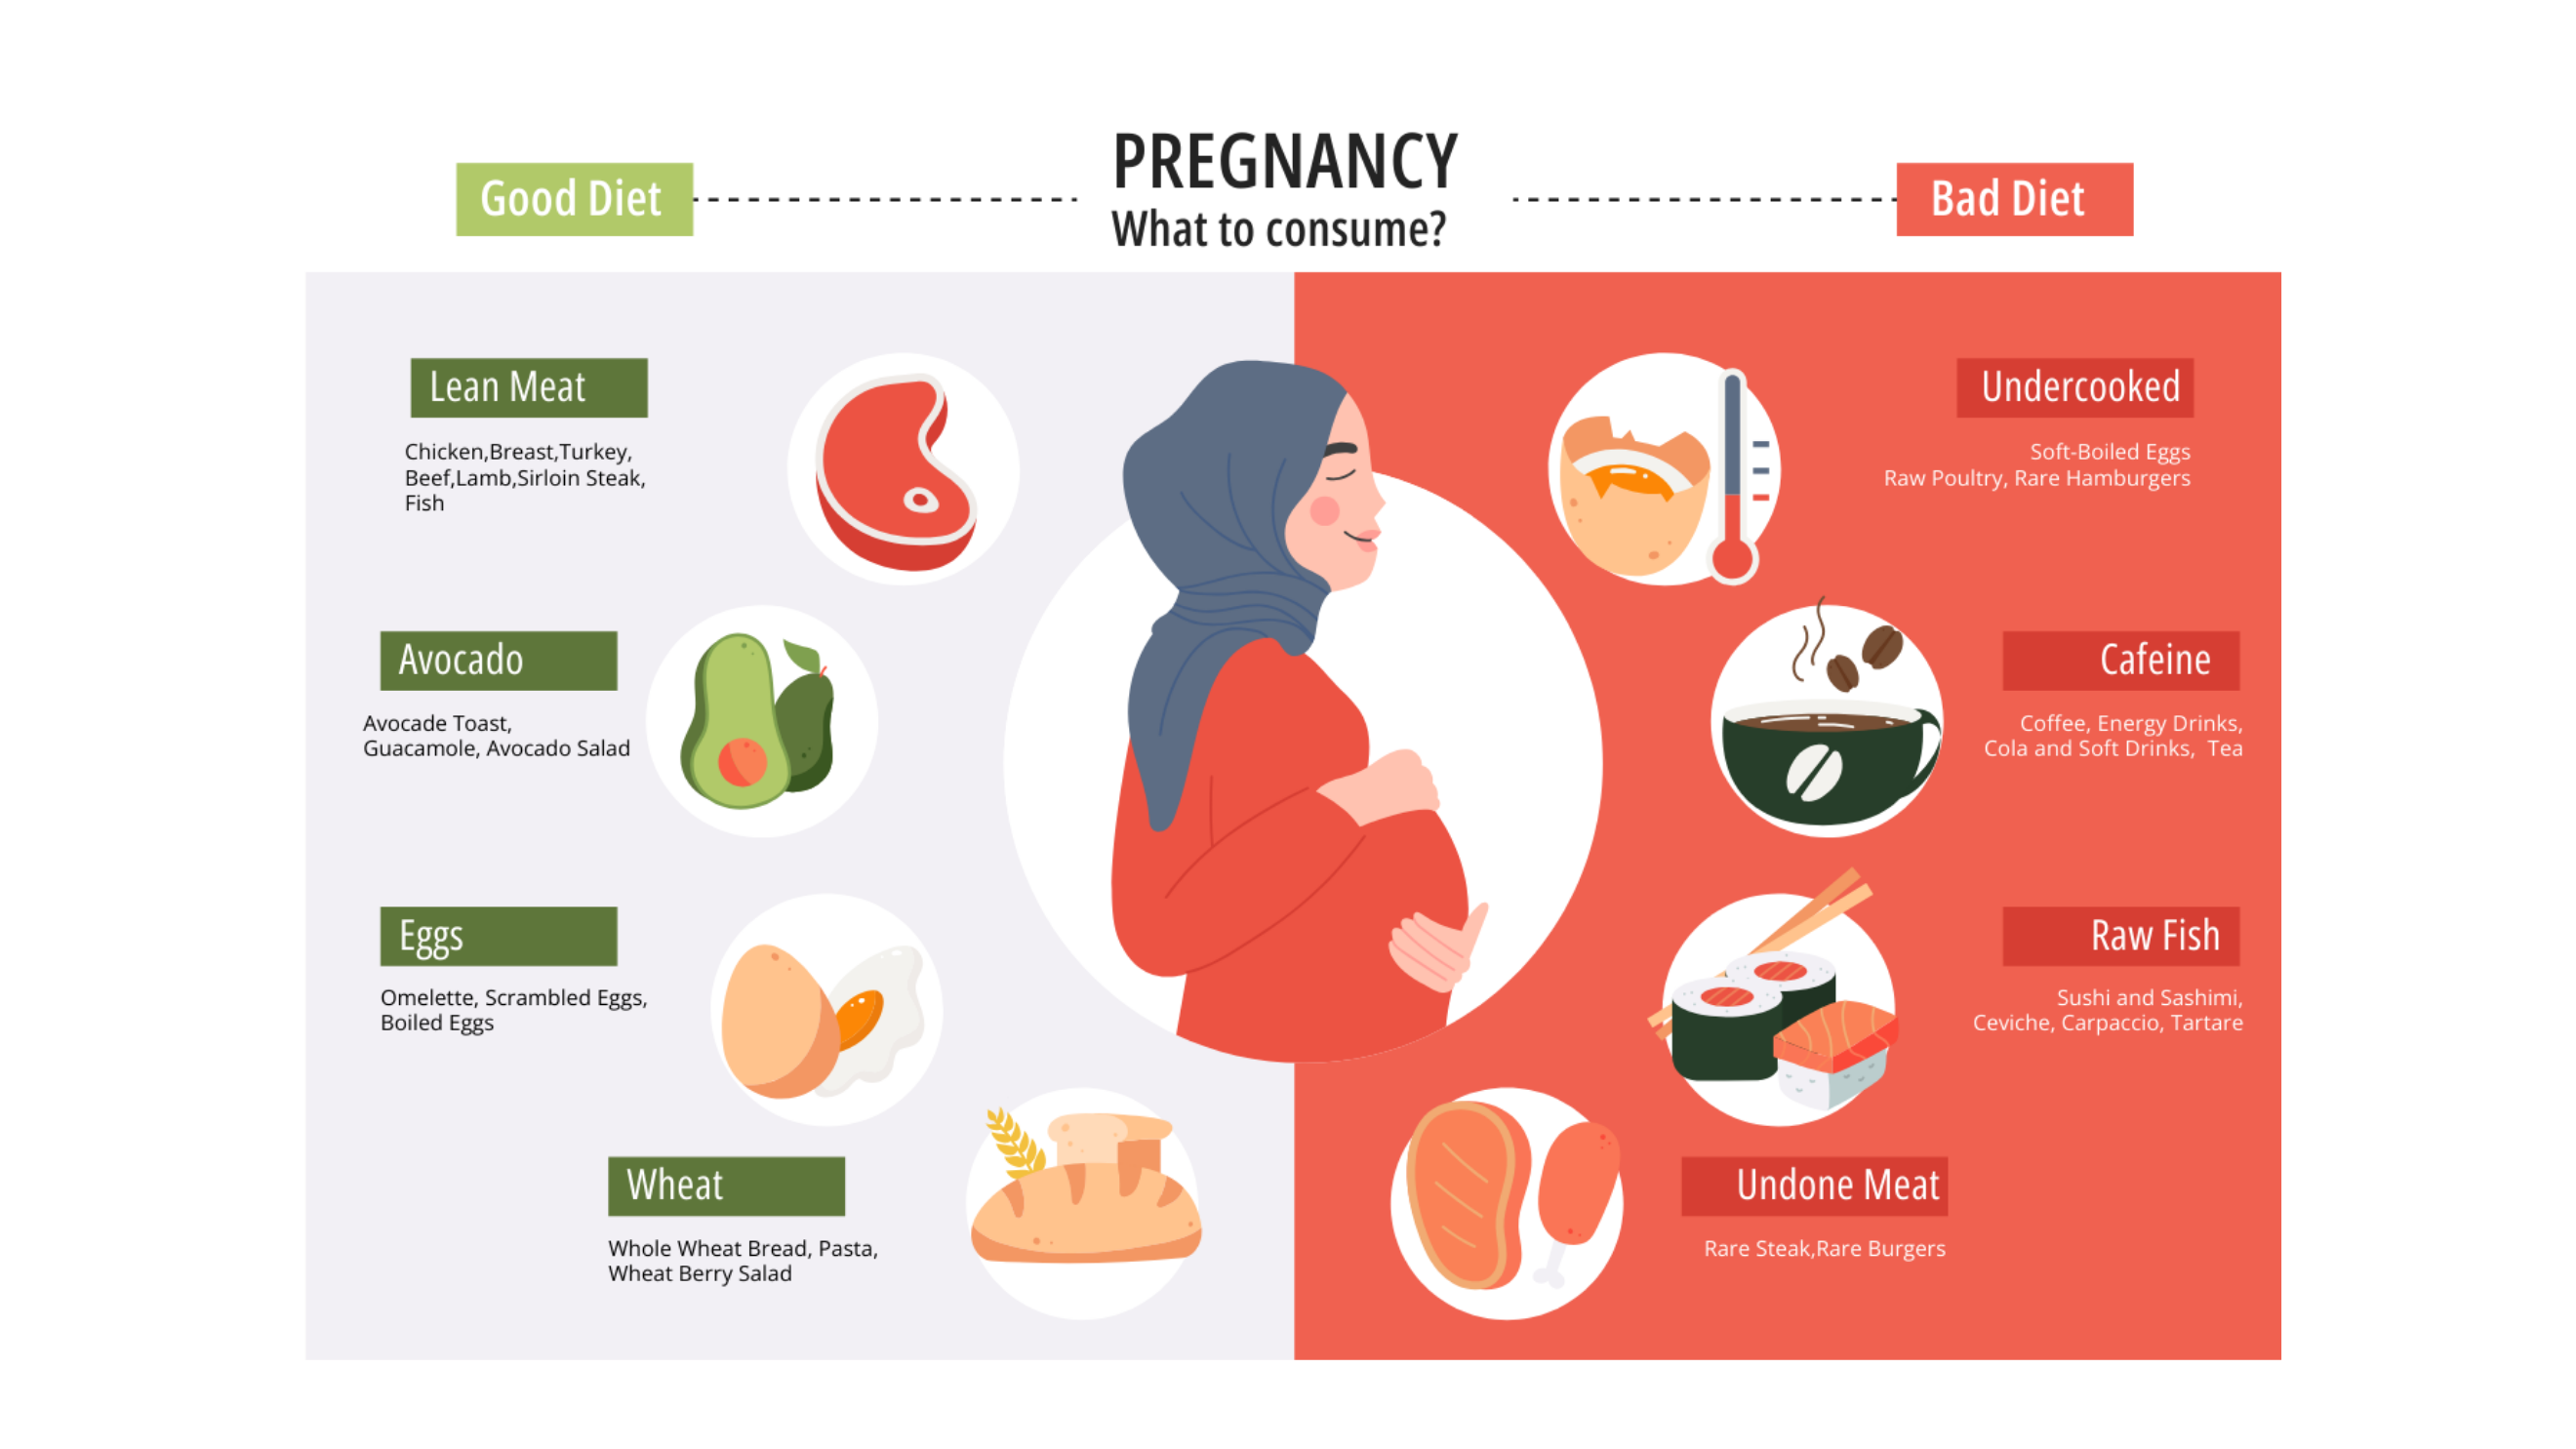 PREGNANCY
What to consume?
Good Diet
Bad Diet
Lean Meat
Chicken,Breast,Turkey,
Beef,Lamb,Sirloin Steak,
Fish
Avocado
Avocade Toast,
Guacamole, Avocado Salad
Eggs
Omelette, Scrambled Eggs,
Boiled Eggs
Wheat
Whole Wheat Bread, Pasta,
Wheat Berry Salad
Undercooked
Soft-Boiled Eggs
Raw Poultry, Rare Hamburgers
Cafeine
Coffee, Energy Drinks,
Cola and Soft Drinks, Tea
Raw Fish
Sushi and Sashimi,
Ceviche, Carpaccio, Tartare
Undone Meat
Rare Steak,Rare Burgers